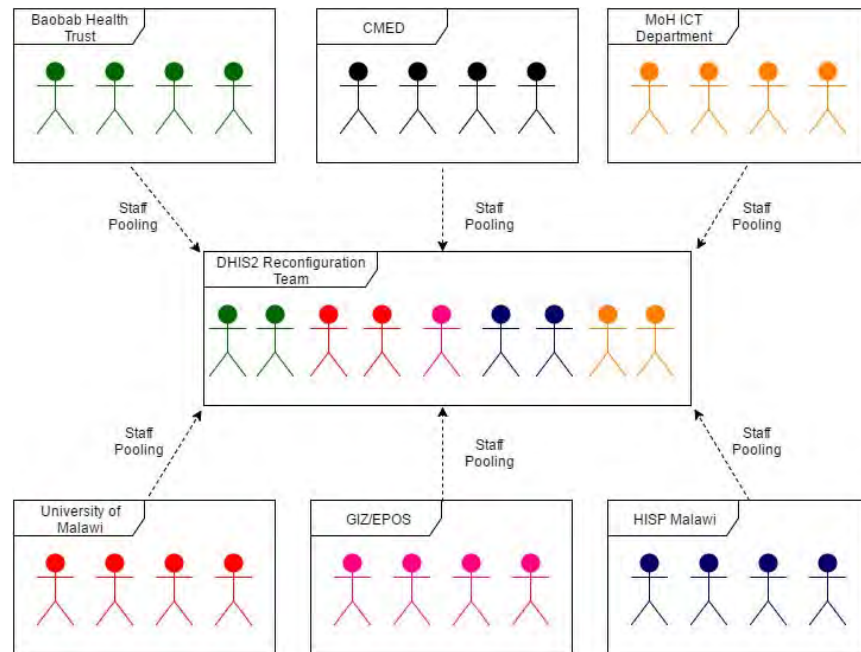 Baobab Health
Trust
CMED
MoH ICT
Department
Staff
Pooling
Staff
Pooling
Staff
Pooling
DHIS2 Reconfiguration
Team
Staff
Pooling
Staff
Pooling
Staff
Pooling
University of
Malawi
GIZ/EPOS
HISP Malawi